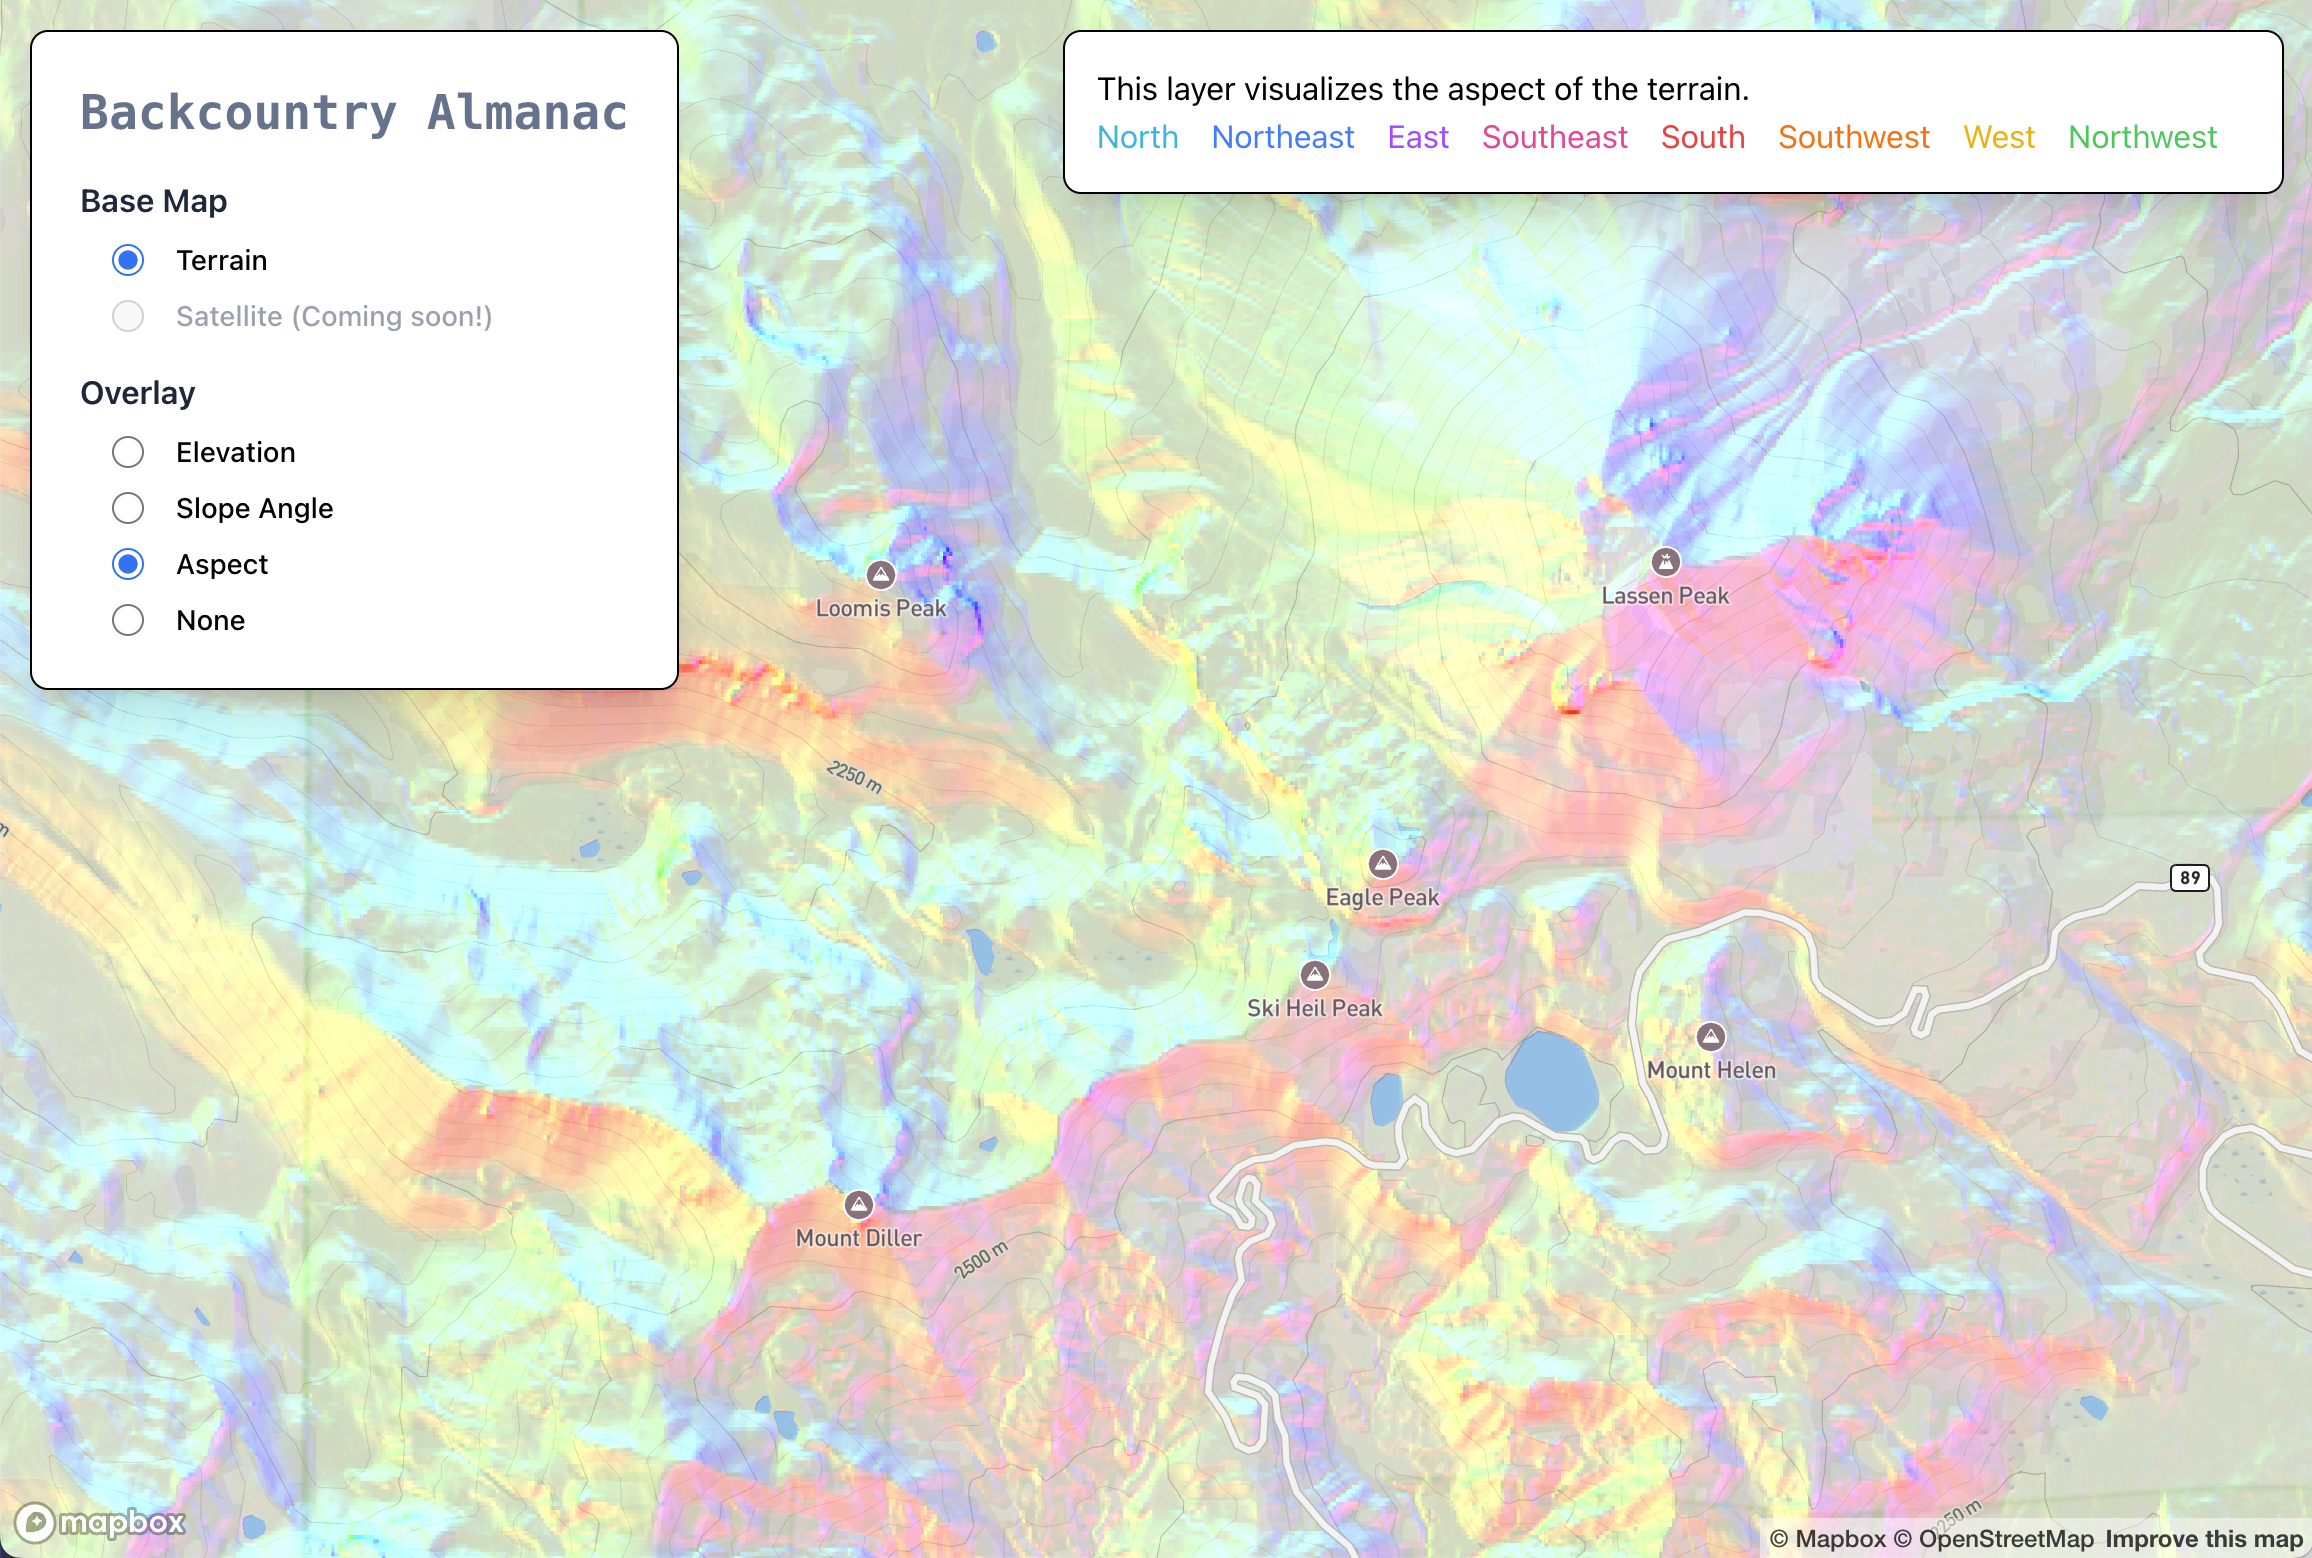 Backcountry Almanac
Base Map
Terrain
Satellite (Coming soon!)
Overlay
Elevation
Slope Angle
Aspect
None
This layer visualizes the aspect of the terrain.
North Northeast East Southeast South Southwest West Northwest
Loomis Peak
Lassen Peak
2250 m
m
Eagle Peak
89
Ski Heil Peak
Mount Helen
Mount Diller
2500 m
2250 m
mapbox
© Mapbox © OpenStreetMap Improve this map